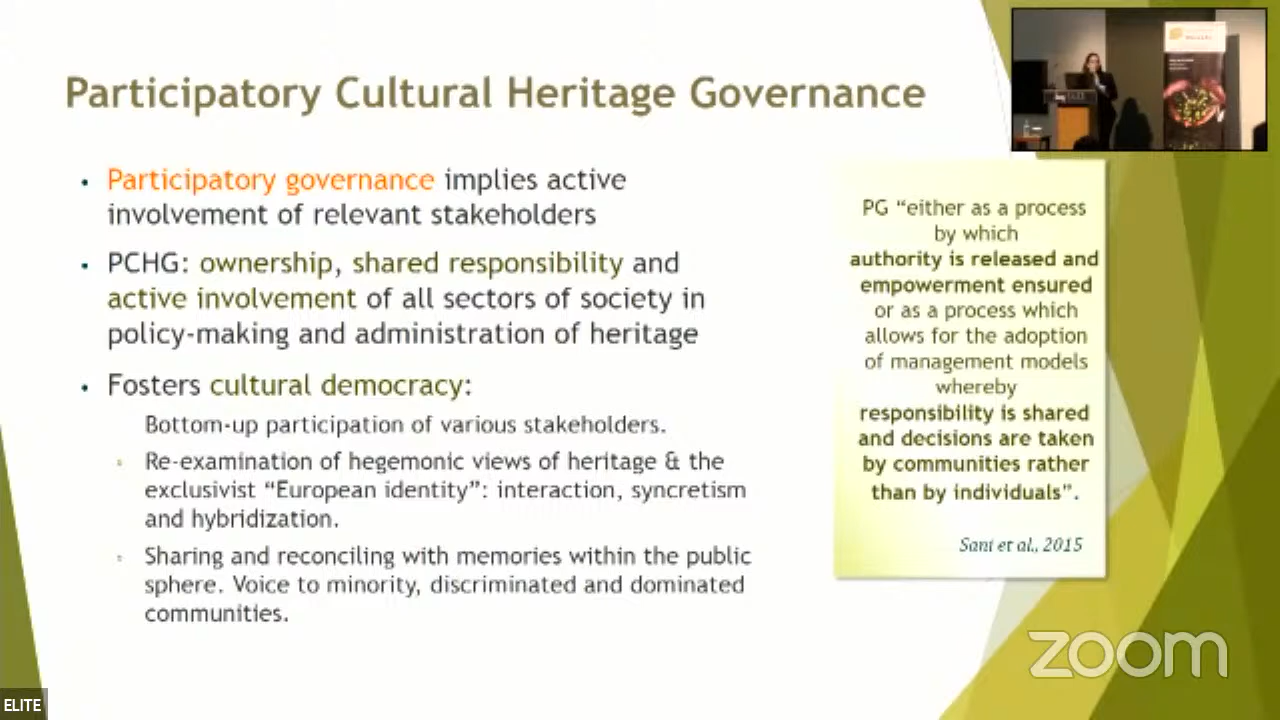 Participatory Cultural Heritage Governance
• Participatory governance implies active
involvement of relevant stakeholders
• PCHG: ownership, shared responsibility and
active involvement of all sectors of society in
policy-making and administration of heritage
• Fosters cultural democracy:
Bottom-up participation of various stakeholders.
Re-examination of hegemonic views of heritage & the
exclusivist “European identity”: interaction, syncretism
and hybridization.
Sharing and reconciling with memories within the public
sphere. Voice to minority, discriminated and dominated
communities.
PG “either as a process
by which
authority is released and
empowerment ensured
or as a process which
allows for the adoption
of management models
whereby
responsibility is shared
and decisions are taken
by communities rather
than by individuals”.
Sani et al., 2015
zoom
ELITE